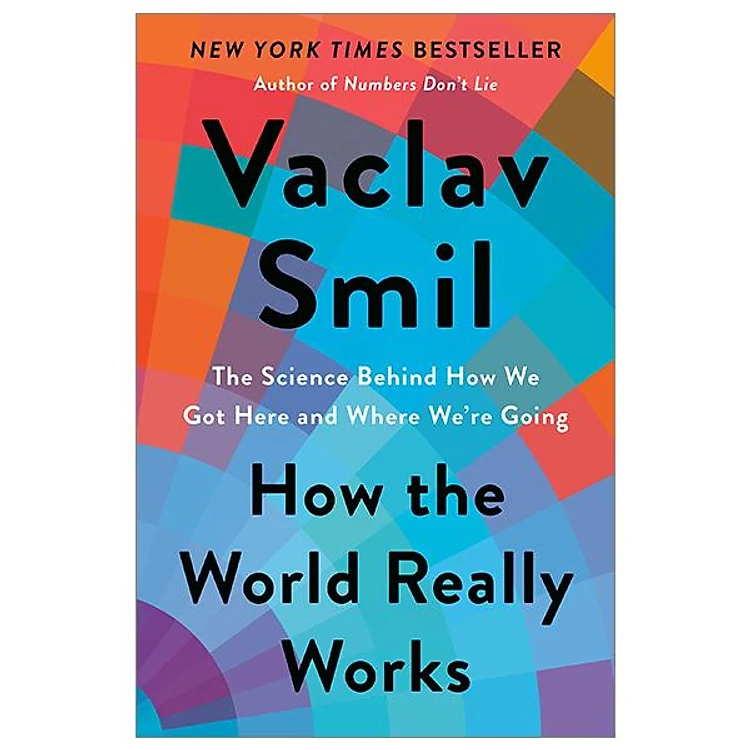 NEW YORK TIMES BESTSELLER
Author of Numbers Don't Lie
Vaclav
Smil
The Science Behind How We
Got Here and Where We're Going
How the
World Really
Works